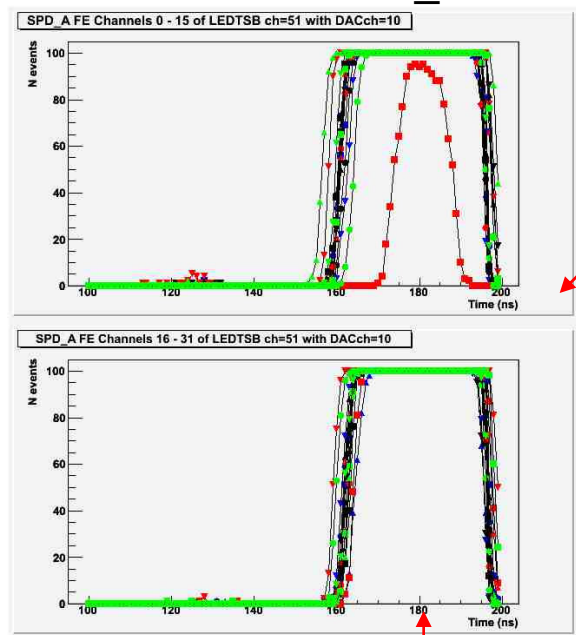 SPD_A FE Channels 0 - 15 of LEDTSB ch=51 with DACch=10
N events
100
80
60
40
20
0
100 120 140 160 180 200
Time (ns)
SPD_A FE Channels 16 - 31 of LEDTSB ch=51 with DACch=10
N events
100
80
60
40
20
0
100 120 140 160 180 200
Time (ns)